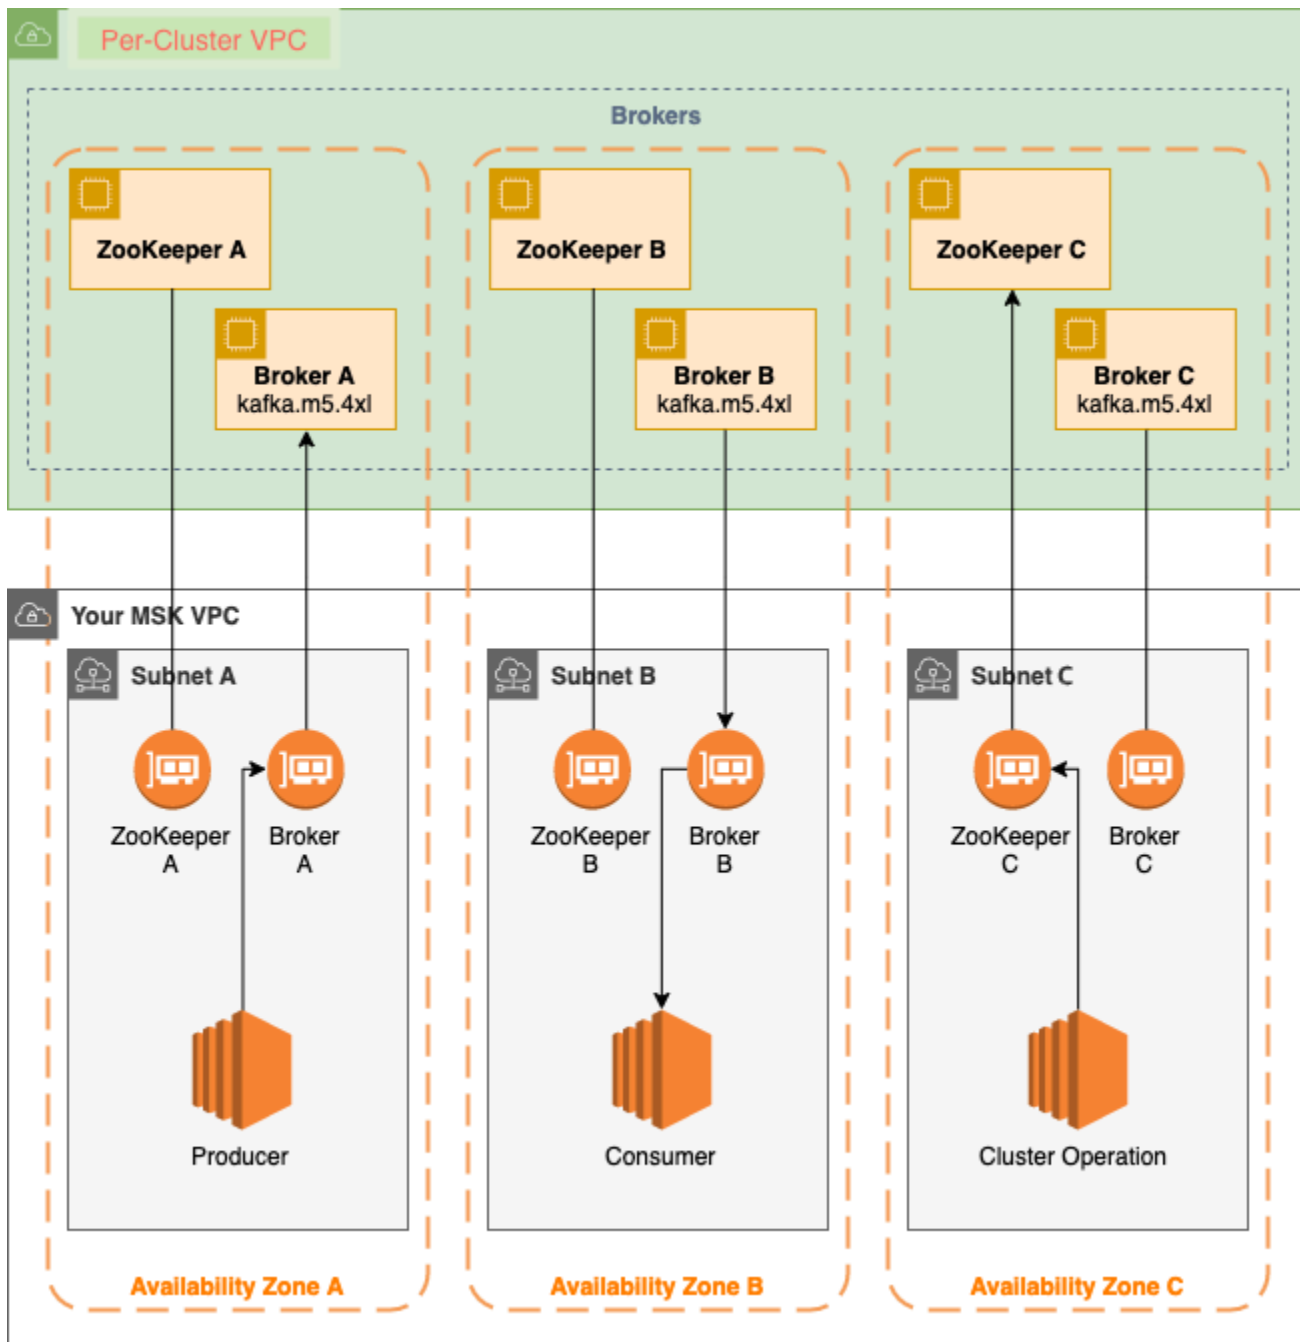 Per-Cluster VPC
Brokers
ZooKeeper A
ZooKeeper B
ZooKeeper C
Broker A
kafka.m5.4xl
Broker B
kafka.m5.4xl
Broker C
kafka.m5.4xl
Your MSK VPC
Subnet A
Subnet B
Subnet C
ZooKeeper
A
Broker
A
ZooKeeper
B
Broker
B
ZooKeeper
C
Broker
C
Producer
Consumer
Cluster Operation
Availability Zone A
Availability Zone B
Availability Zone C